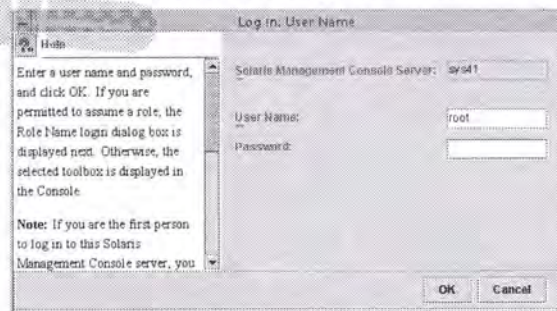 Log in: User Name
Help
Enter a user name and password,
and click OK. If you are
permitted to assume a role, the
Role Name login dialog box is
displayed next. Otherwise, the
selected toolbox is displayed in
the Console.
Note: If you are the first person
to log in to this Solaris
Management Console server, you
Solaris Management Console Server: sys41
User Name: root
Password:
OK Cancel